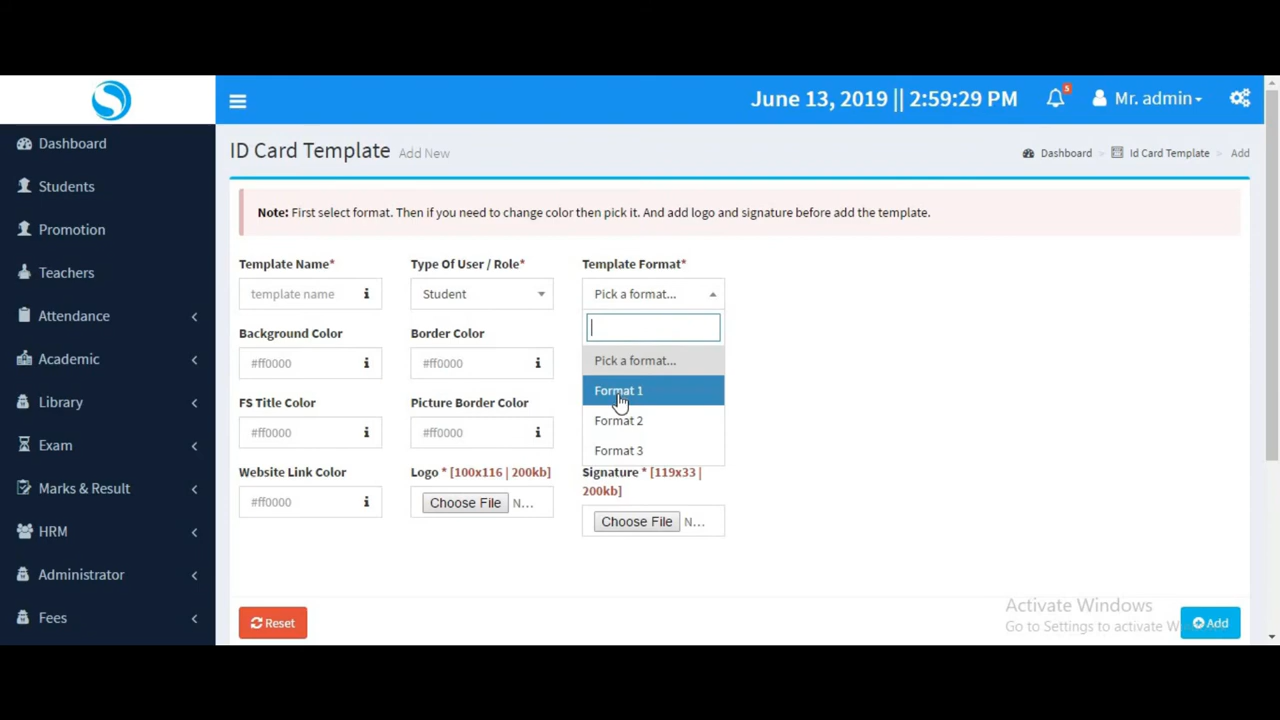 June 13, 2019 || 2:59:29 PM
5
Mr. admin
Dashboard
Students
Promotion
Teachers
Attendance
Academic
Library
Exam
Marks & Result
HRM
Administrator
Fees
ID Card Template Add New
Dashboard > Id Card Template > Add
Note: First select format. Then if you need to change color then pick it. And add logo and signature before add the template.
Template Name*
template name
Type Of User / Role*
Student
Template Format*
Pick a format...
Pick a format...
Format 1
Format 2
Format 3
Background Color
#ff0000
Border Color
#ff0000
FS Title Color
#ff0000
Picture Border Color
#ff0000
Website Link Color
#ff0000
Logo * [100x116 | 200kb]
Choose File N...
Signature * [119x33 |
200kb]
Choose File N...
Reset
Activate Windows
Go to Settings to activate W
Add